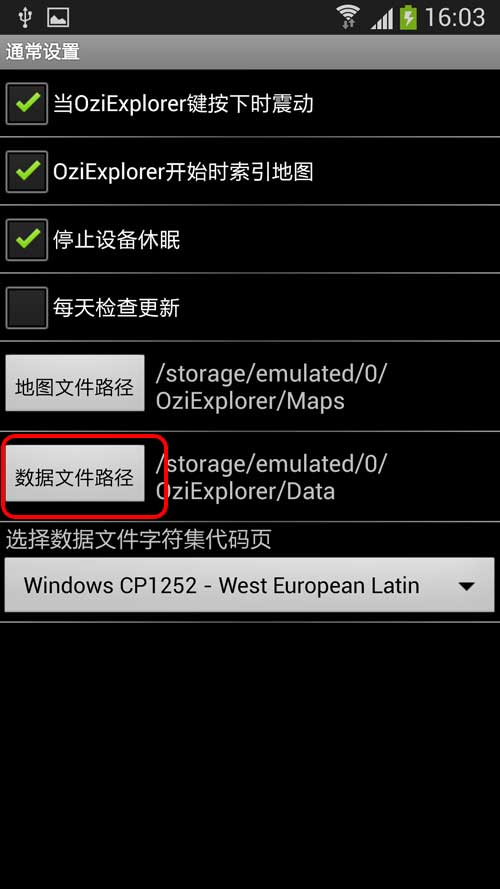 16:03
通常设置
当OziExplorer键按下时震动
OziExplorer开始时索引地图
停止设备休眠
每天检查更新
地图文件路径
/storage/emulated/0/
OziExplorer/Maps
数据文件路径
/storage/emulated/0/
OziExplorer/Data
选择数据文件字符集代码页
Windows CP1252 - West European Latin